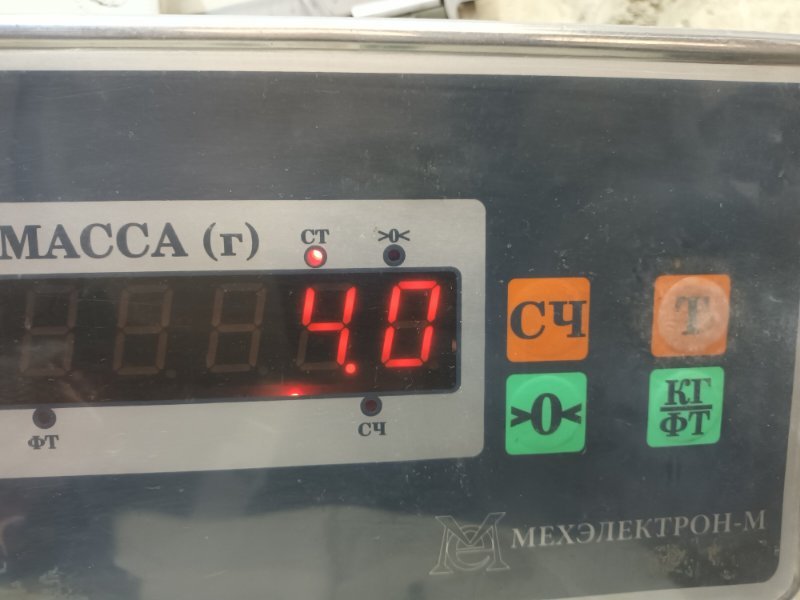 МАССА (г)
СТ
>0<
4.0
ФТ
СЧ
СЧ
Т
>0<
КГ
ФТ
МЕХЭЛЕКТРОН-М